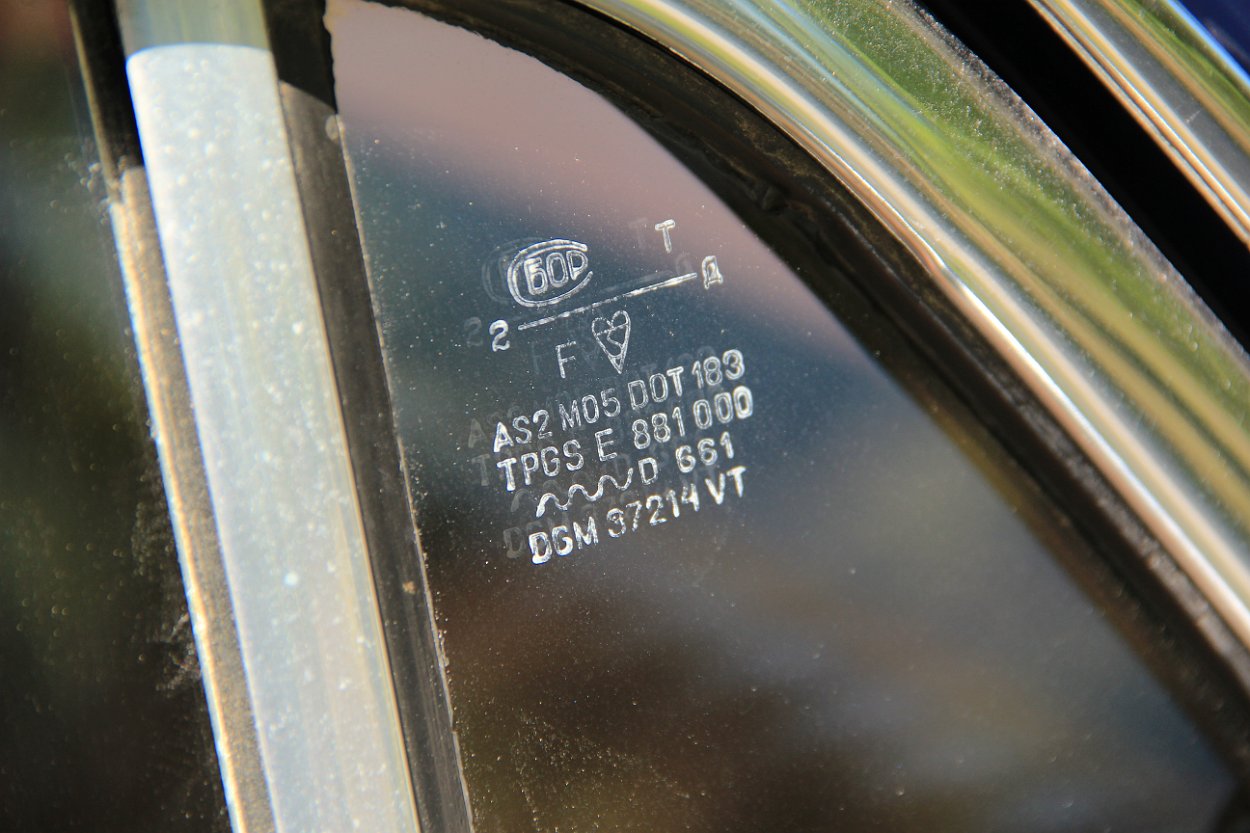 БОР Т
2 Д
F
AS2 M05 DOT 183
TPGS E 881 000
D 661
DGM 37214 VT